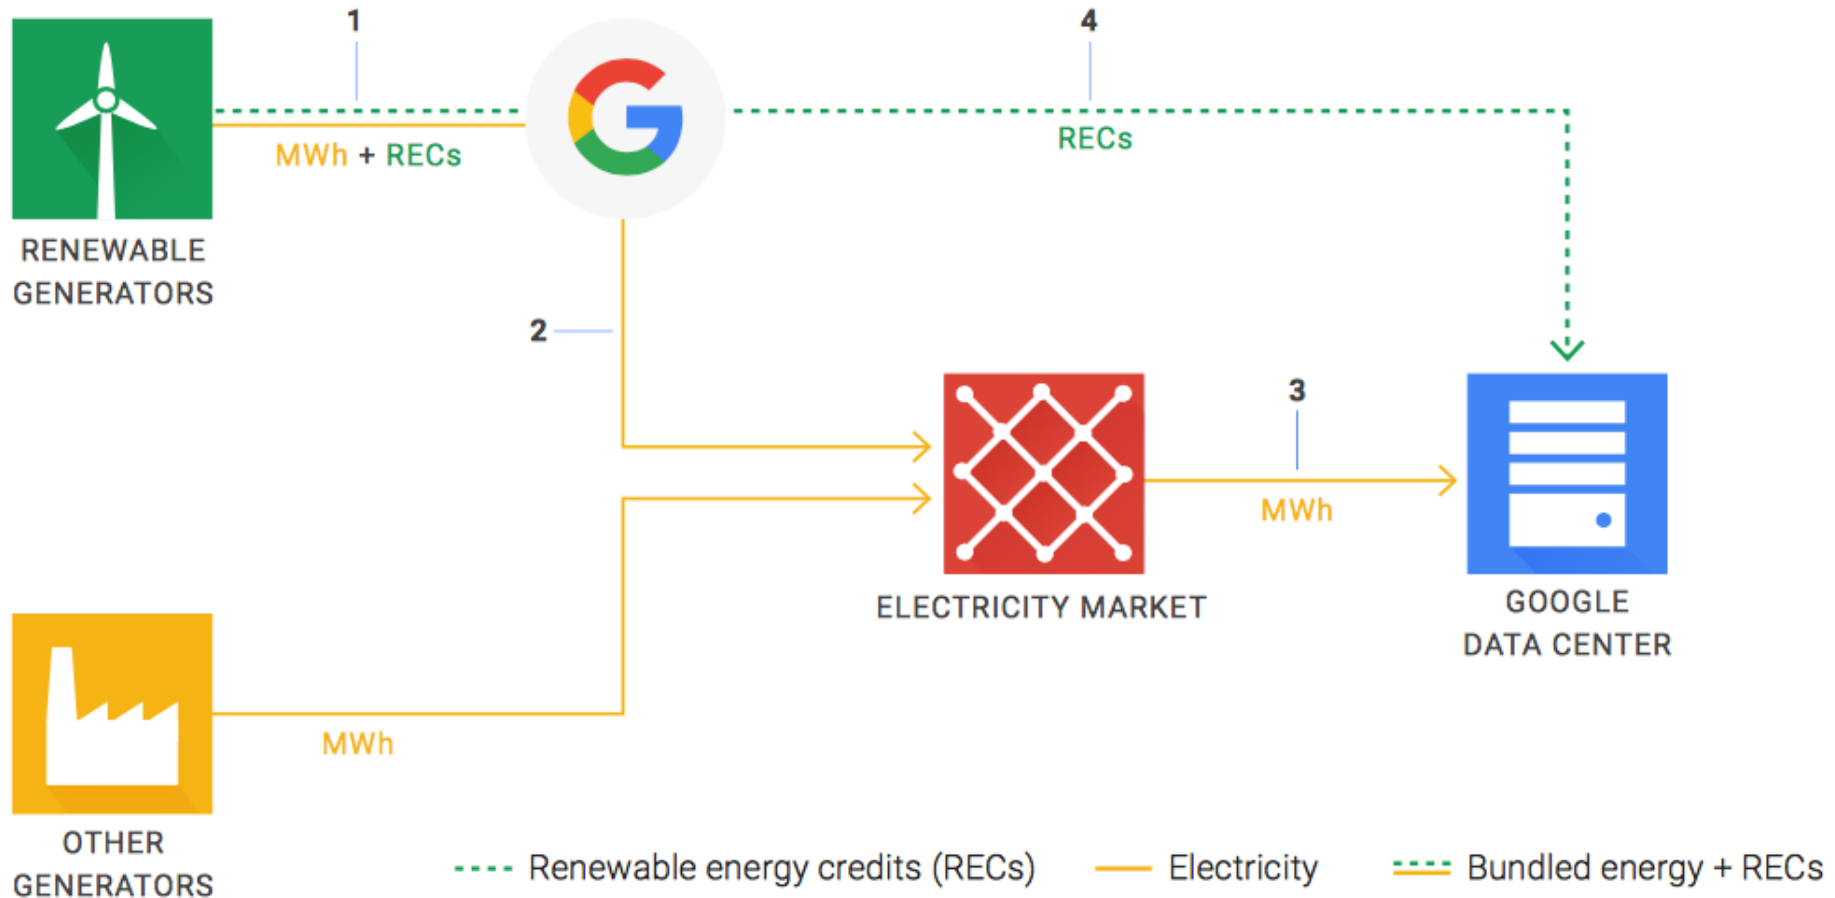 1
4
MWh + RECs
RECs
RENEWABLE
GENERATORS
2
3
MWh
ELECTRICITY MARKET
GOOGLE
DATA CENTER
MWh
OTHER
GENERATORS
Renewable energy credits (RECs)
Electricity
Bundled energy + RECs